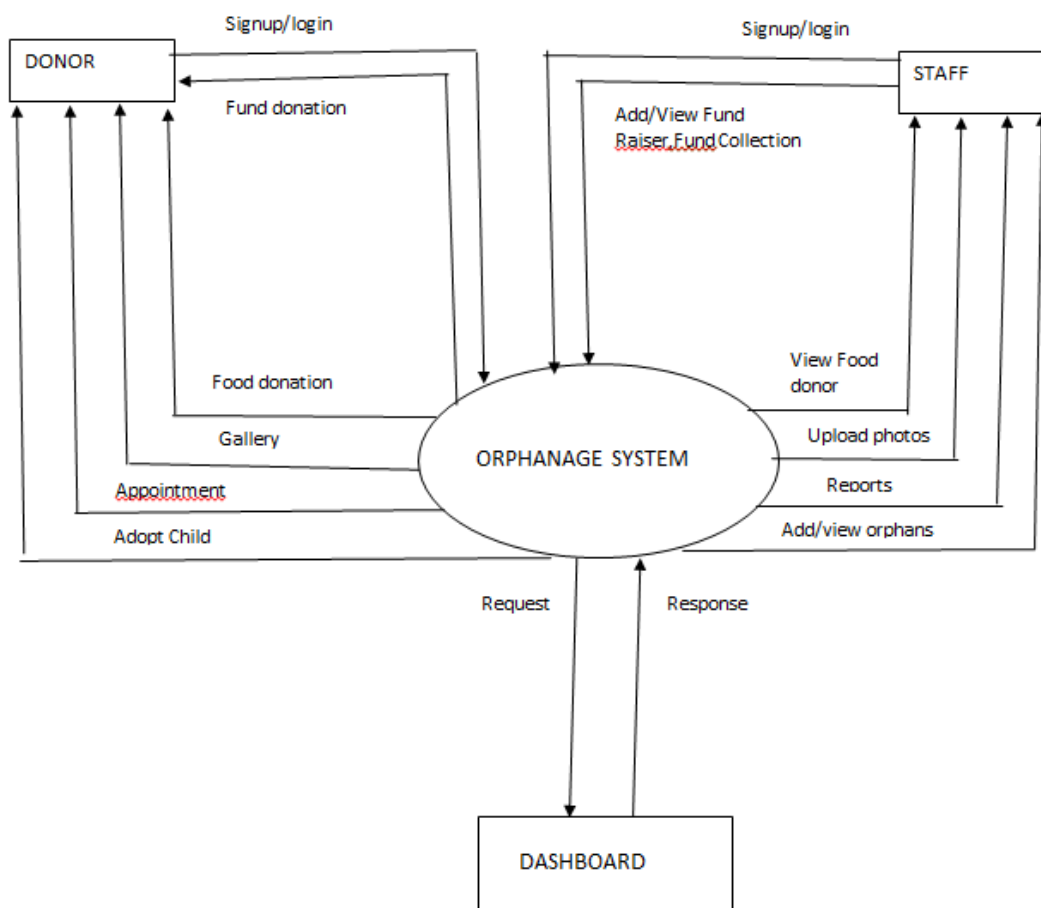 Signup/login
Signup/login
DONOR
STAFF
Fund donation
Add/View Fund
Raiser,Fund Collection
View Food
donor
Food donation
Upload photos
Gallery
ORPHANAGE SYSTEM
Reports
Appointment
Add/view orphans
Adopt Child
Request
Response
DASHBOARD